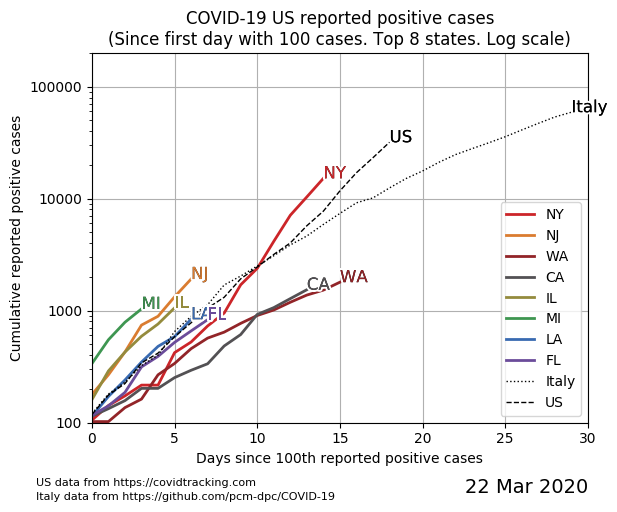 COVID-19 US reported positive cases
(Since first day with 100 cases. Top 8 states. Log scale)
Cumulative reported positive cases
100000
10000
1000
100
0
5
10
15
20
25
30
Days since 100th reported positive cases
Italy
US
NY
NJ
MI
IL
LA
FL
CA
WA
NY
NJ
WA
CA
IL
MI
LA
FL
Italy
US
US data from https://covidtracking.com
Italy data from https://github.com/pcm-dpc/COVID-19
22 Mar 2020